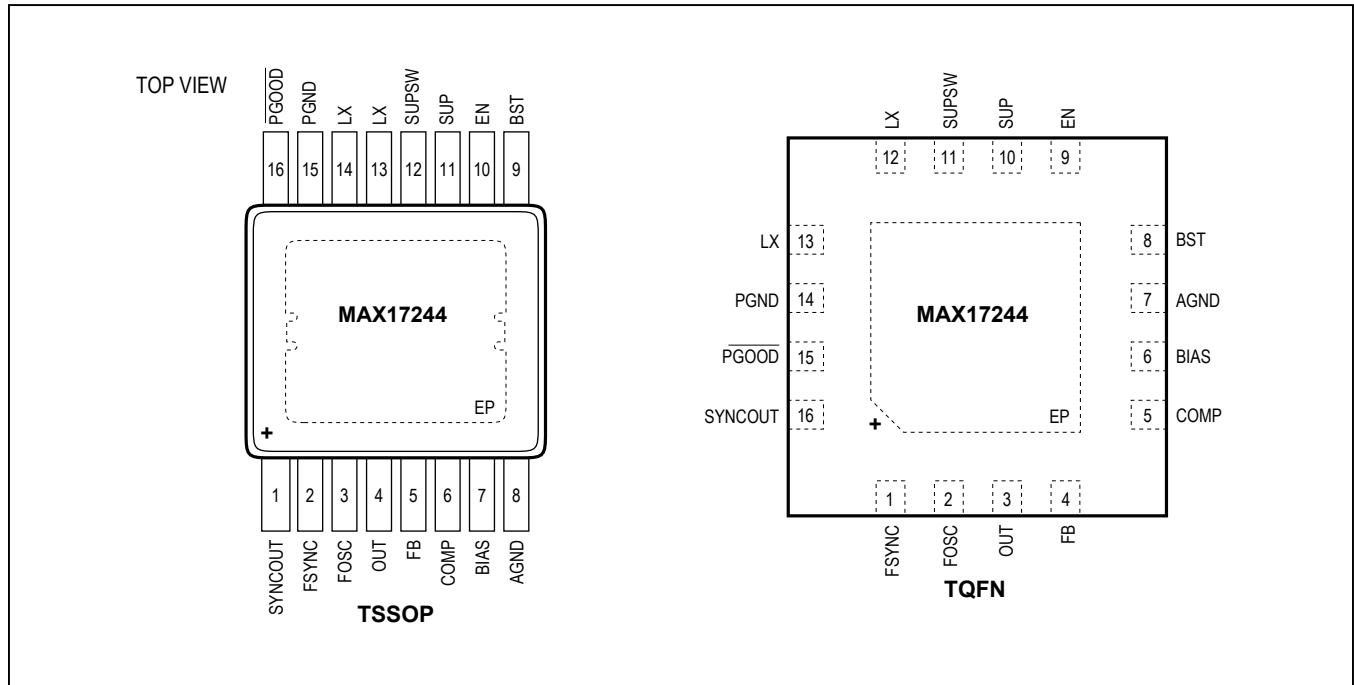 TOP VIEW
PGOOD
PGND
LX
LX
SUPSW
SUP
EN
BST
16
15
14
13
12
11
10
9
MAX17244
EP
+
1
2
3
4
5
6
7
8
SYNCOUT
FSYNC
FOSC
OUT
FB
COMP
BIAS
AGND
TSSOP
LX
SUPSW
SUP
EN
12
11
10
9
LX 13
8 BST
PGND 14
7 AGND
MAX17244
PGOOD 15
6 BIAS
SYNCOUT 16
5 COMP
+
EP
1
2
3
4
FSYNC
FOSC
OUT
FB
TQFN